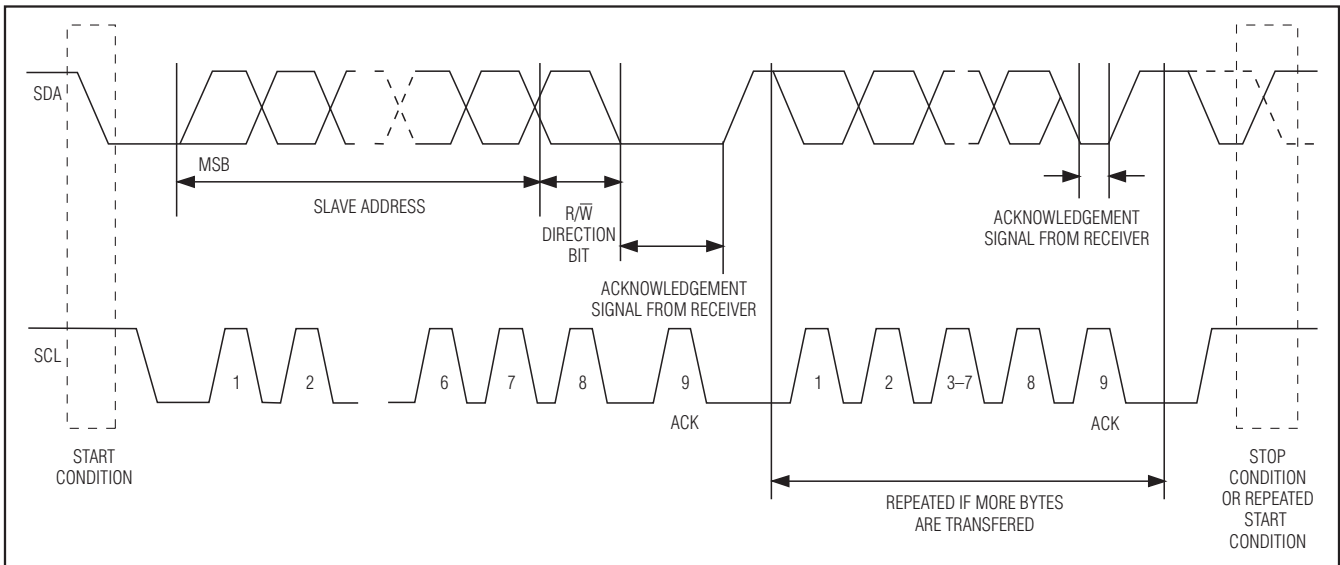 SDA
MSB
SLAVE ADDRESS
R/W̅
DIRECTION
BIT
ACKNOWLEDGEMENT
SIGNAL FROM RECEIVER
ACKNOWLEDGEMENT
SIGNAL FROM RECEIVER
SCL
1 2 6 7 8 9 1 2 3–7 8 9
ACK ACK
START
CONDITION
REPEATED IF MORE BYTES
ARE TRANSFERED
STOP
CONDITION
OR REPEATED
START
CONDITION